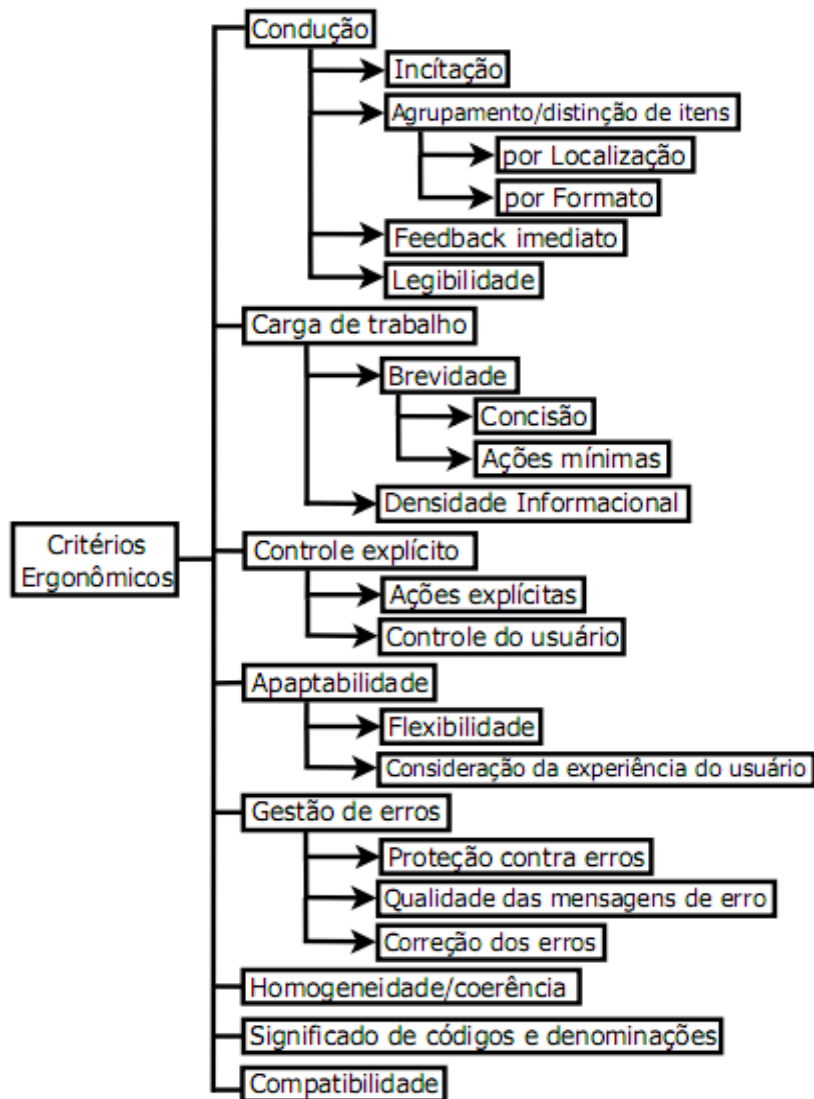 Condução
Incítação
Agrupamento/distinção de itens
por Localização
por Formato
Feedback imediato
Legibilidade
Carga de trabalho
Brevidade
Concisão
Ações mínimas
Densidade Informacional
Critérios
Ergonômicos
Controle explícito
Ações explícitas
Controle do usuário
Apaptabilidade
Flexibilidade
Consideração da experiência do usuário
Gestão de erros
Proteção contra erros
Qualidade das mensagens de erro
Correção dos erros
Homogeneidade/coerência
Significado de códigos e denominações
Compatibilidade